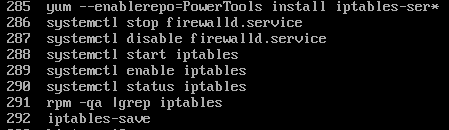 285 yum --enablerepo=PowerTools install iptables-ser*
286 systemctl stop firewalld.service
287 systemctl disable firewalld.service
288 systemctl start iptables
289 systemctl enable iptables
290 systemctl status iptables
291 rpm -qa |grep iptables
292 iptables-save